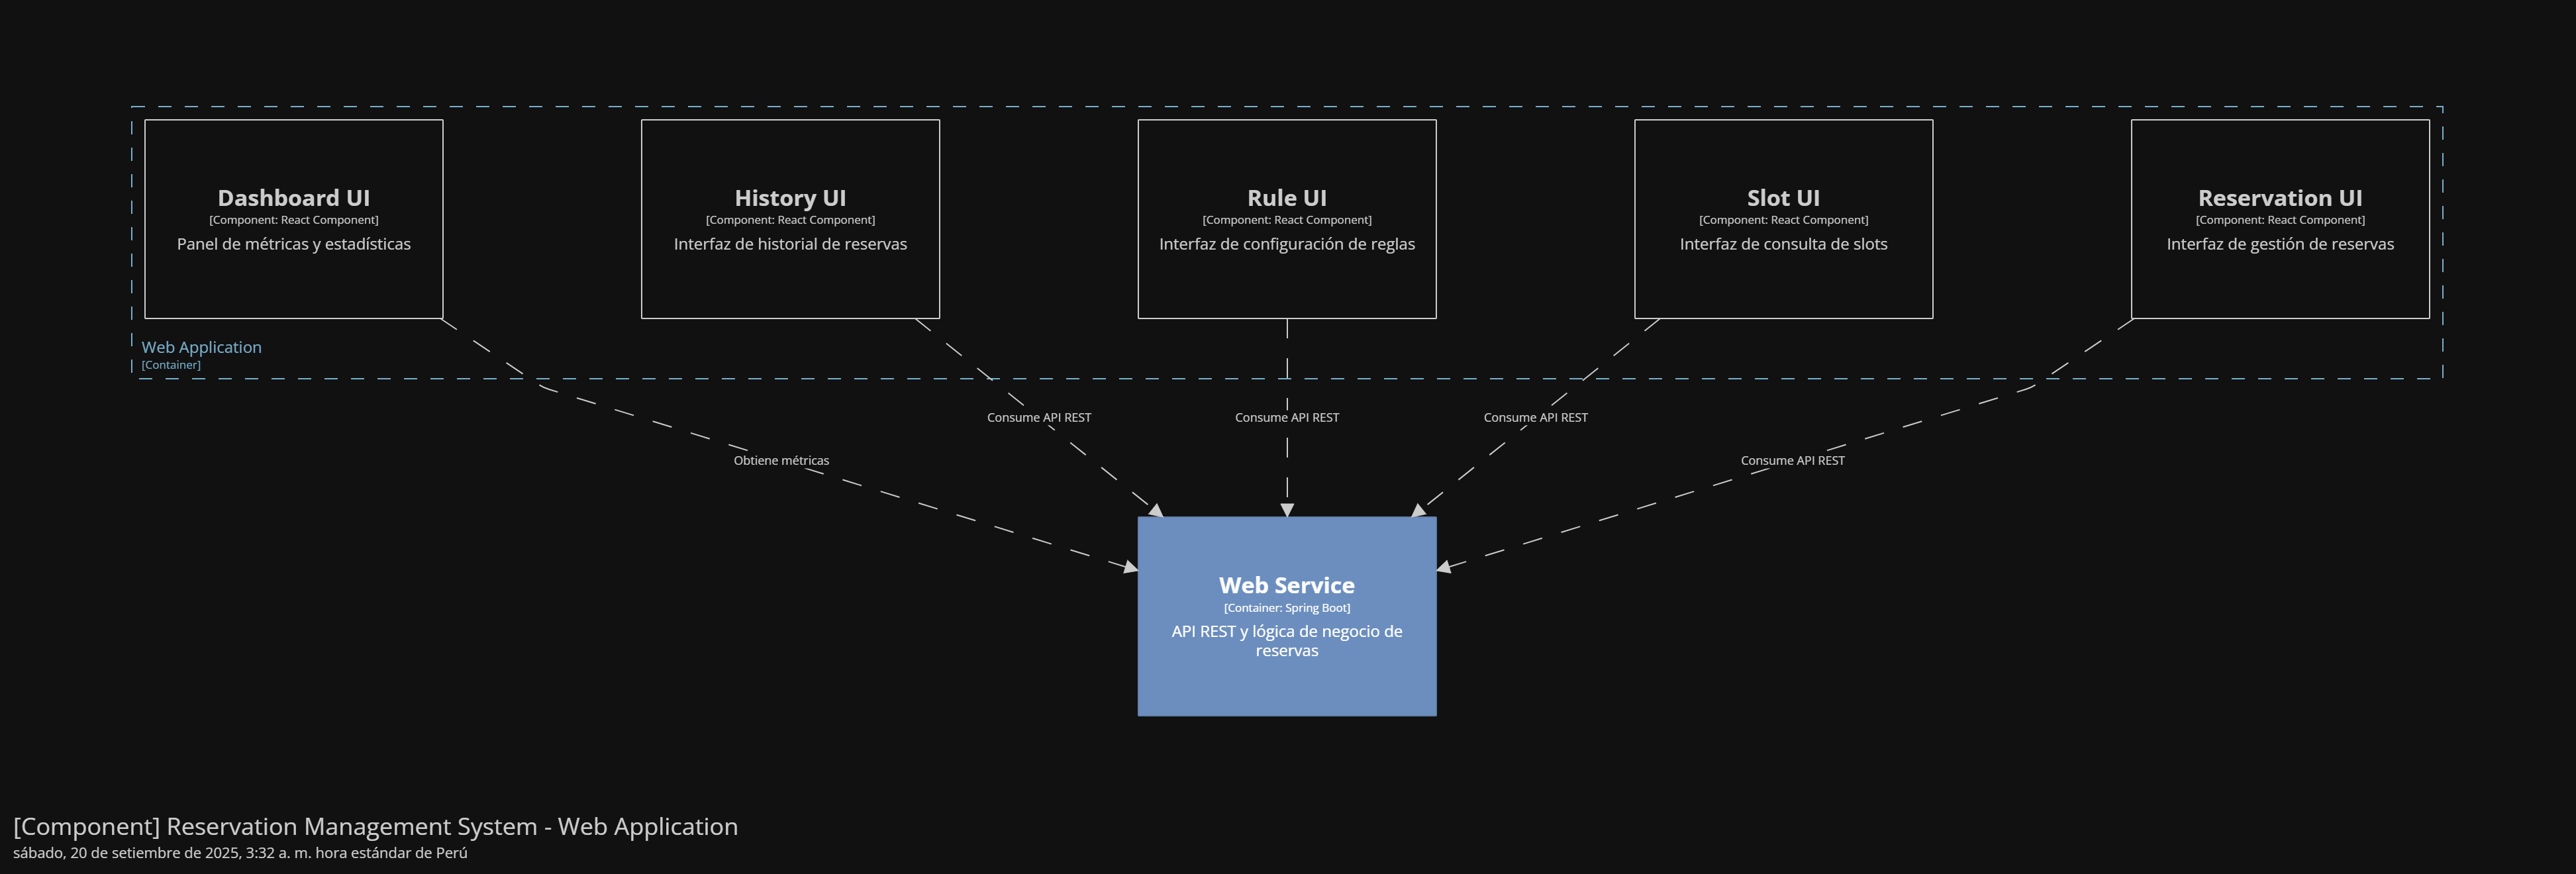 Dashboard UI
[Component: React Component]
Panel de métricas y estadísticas
History UI
[Component: React Component]
Interfaz de historial de reservas
Rule UI
[Component: React Component]
Interfaz de configuración de reglas
Slot UI
[Component: React Component]
Interfaz de consulta de slots
Reservation UI
[Component: React Component]
Interfaz de gestión de reservas
Web Application
[Container]
Consume API REST
Consume API REST
Consume API REST
Obtiene métricas
Consume API REST
Web Service
[Container: Spring Boot]
API REST y lógica de negocio de
reservas
[Component] Reservation Management System - Web Application
sábado, 20 de setiembre de 2025, 3:32 a. m. hora estándar de Perú